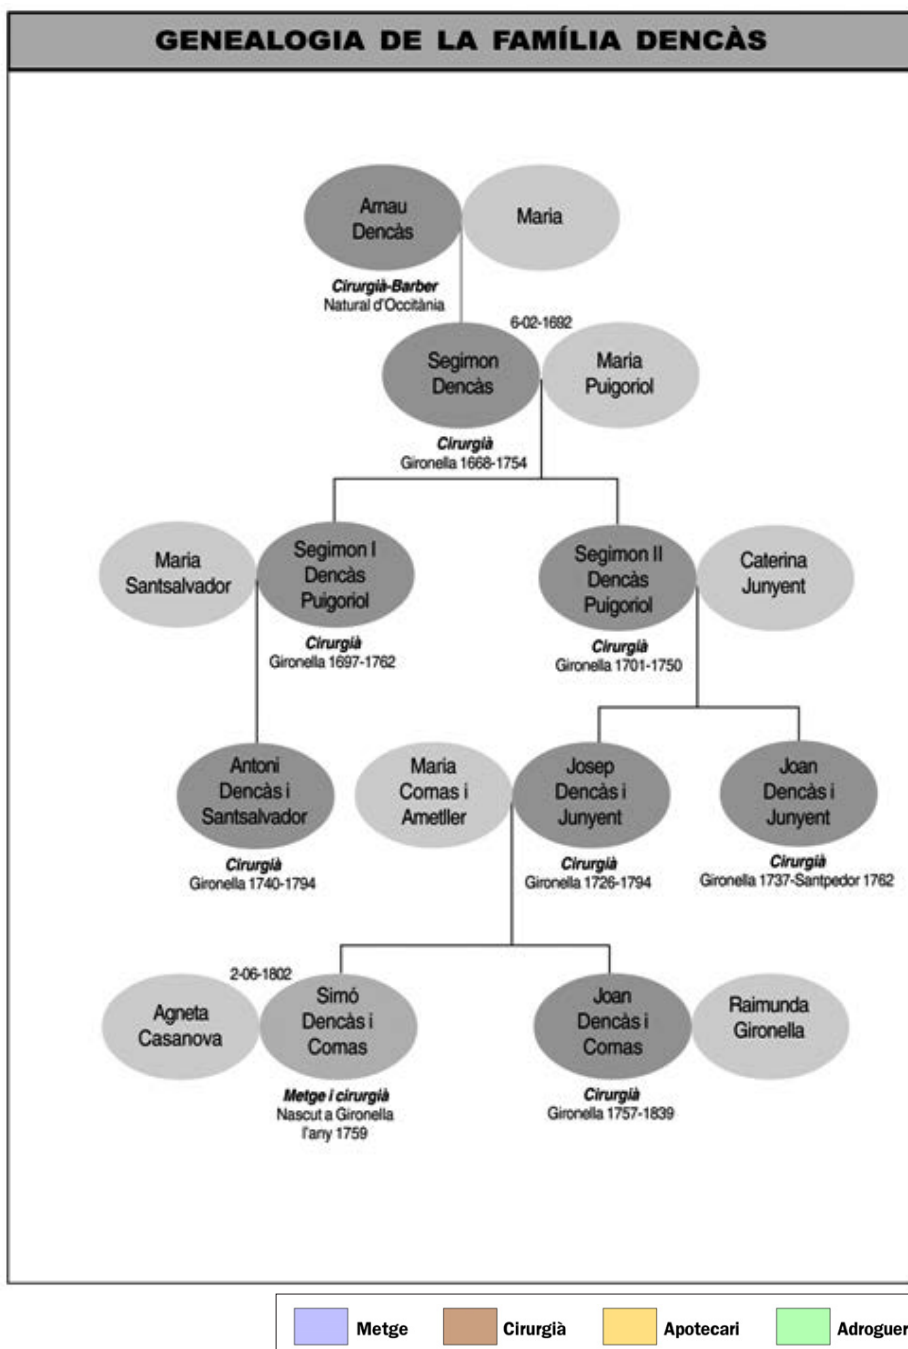 GENEALOGIA DE LA FAMÍLIA DENCÀS
Arnau
Dencàs
Maria
Cirurgià-Barber
Natural d'Occitània
6-02-1692
Segimon
Dencàs
Maria
Puigoriol
Cirurgià
Gironella 1668-1754
Maria
Santsalvador
Segimon I
Dencàs
Puigoriol
Segimon II
Dencàs
Puigoriol
Caterina
Junyent
Cirurgià
Gironella 1697-1762
Cirurgià
Gironella 1701-1750
Antoni
Dencàs i
Santsalvador
Maria
Comas i
Ametller
Josep
Dencàs i
Junyent
Joan
Dencàs i
Junyent
Cirurgià
Gironella 1740-1794
Cirurgià
Gironella 1726-1794
Cirurgià
Gironella 1737-Santpedor 1762
2-06-1802
Agneta
Casanova
Simó
Dencàs i
Comas
Joan
Dencàs i
Comas
Raimunda
Gironella
Metge i cirurgià
Nascut a Gironella
l'any 1759
Cirurgià
Gironella 1757-1839
Metge
Cirurgià
Apotecari
Adroguer